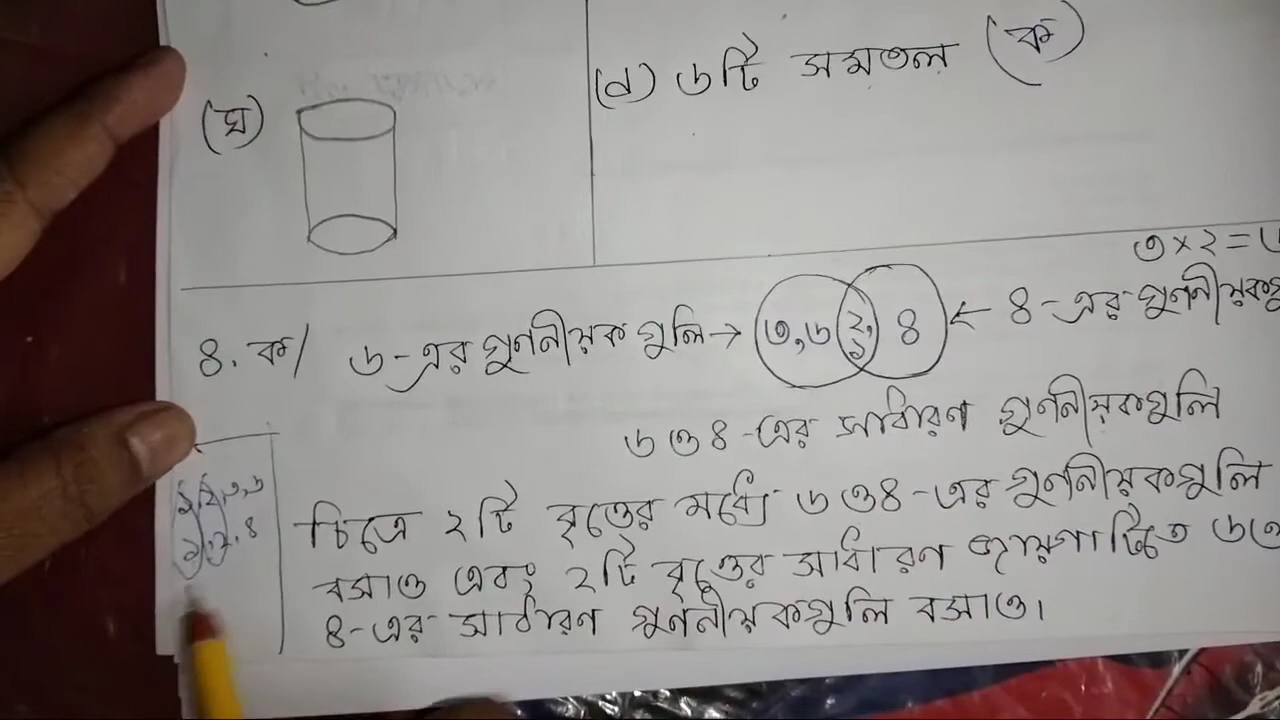 (ঘ)
(d) ৬টি সমতল (ক)
৩×২=৬
৪. ক/ ৬-এর গুণনীয়কগুলি→ ৩,৬ ২, ১ ৪ ← ৪-এর গুণনীয়কগু
৬ ও ৪-এর সাধারণ গুণনীয়কগুলি
১, ২, ৩, ৬
১, ২, ৪
চিত্রে ২টি বৃত্তের মধ্যে ৬ ও ৪-এর গুণনীয়কগুলি
বসাও এবং ২টি বৃত্তের সাধারণ জায়গাটিতে ৬ও
৪-এর সাধারণ গুণনীয়কগুলি বসাও।